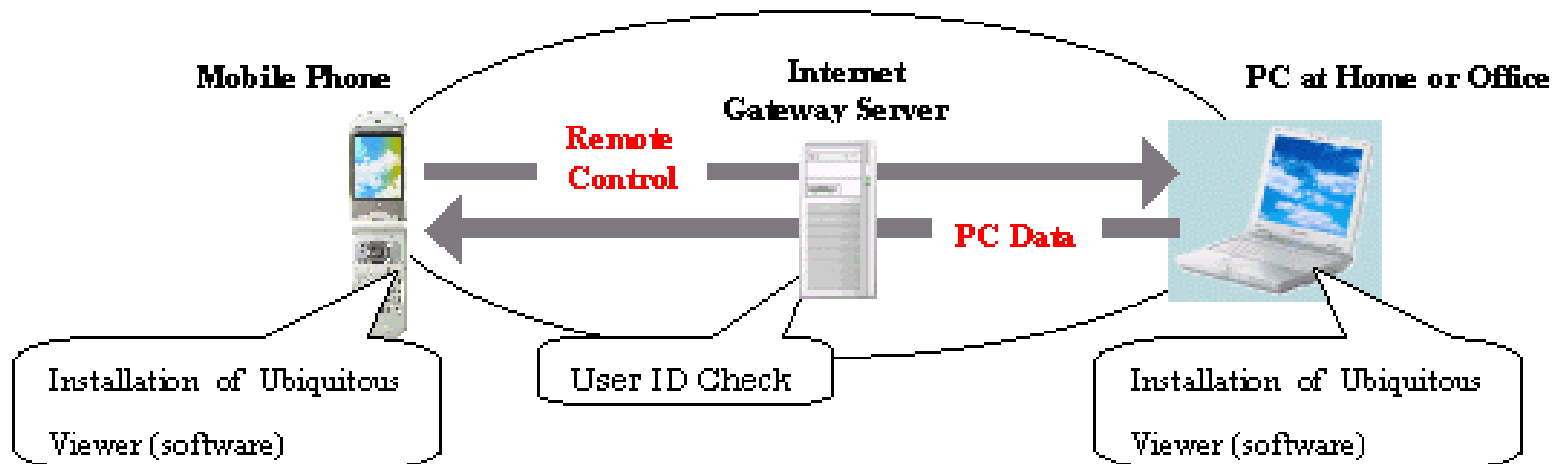 Mobile Phone
Internet
Gateway Server
PC at Home or Office
Remote
Control
PC Data
Installation of Ubiquitous
Viewer (software)
User ID Check
Installation of Ubiquitous
Viewer (software)